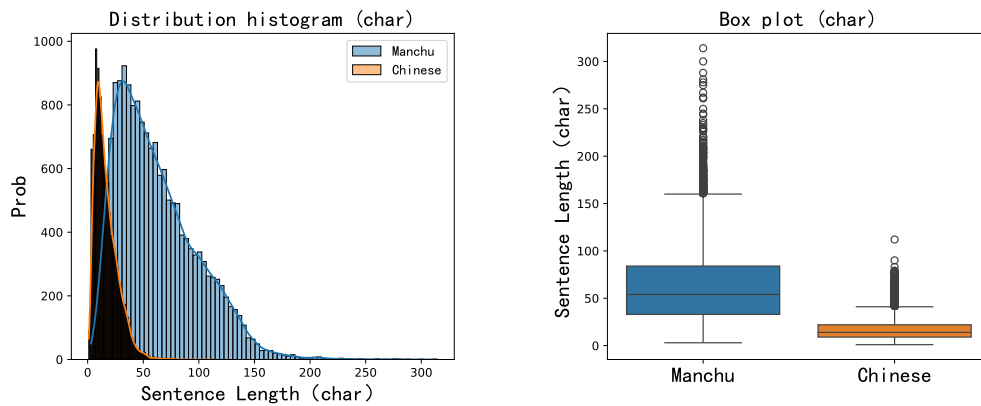 Distribution histogram (char)
1000
800
600
400
200
0
Prob
Manchu
Chinese
0 50 100 150 200 250 300
Sentence Length (char)
Box plot (char)
300
250
200
150
100
50
0
Sentence Length (char)
Manchu Chinese